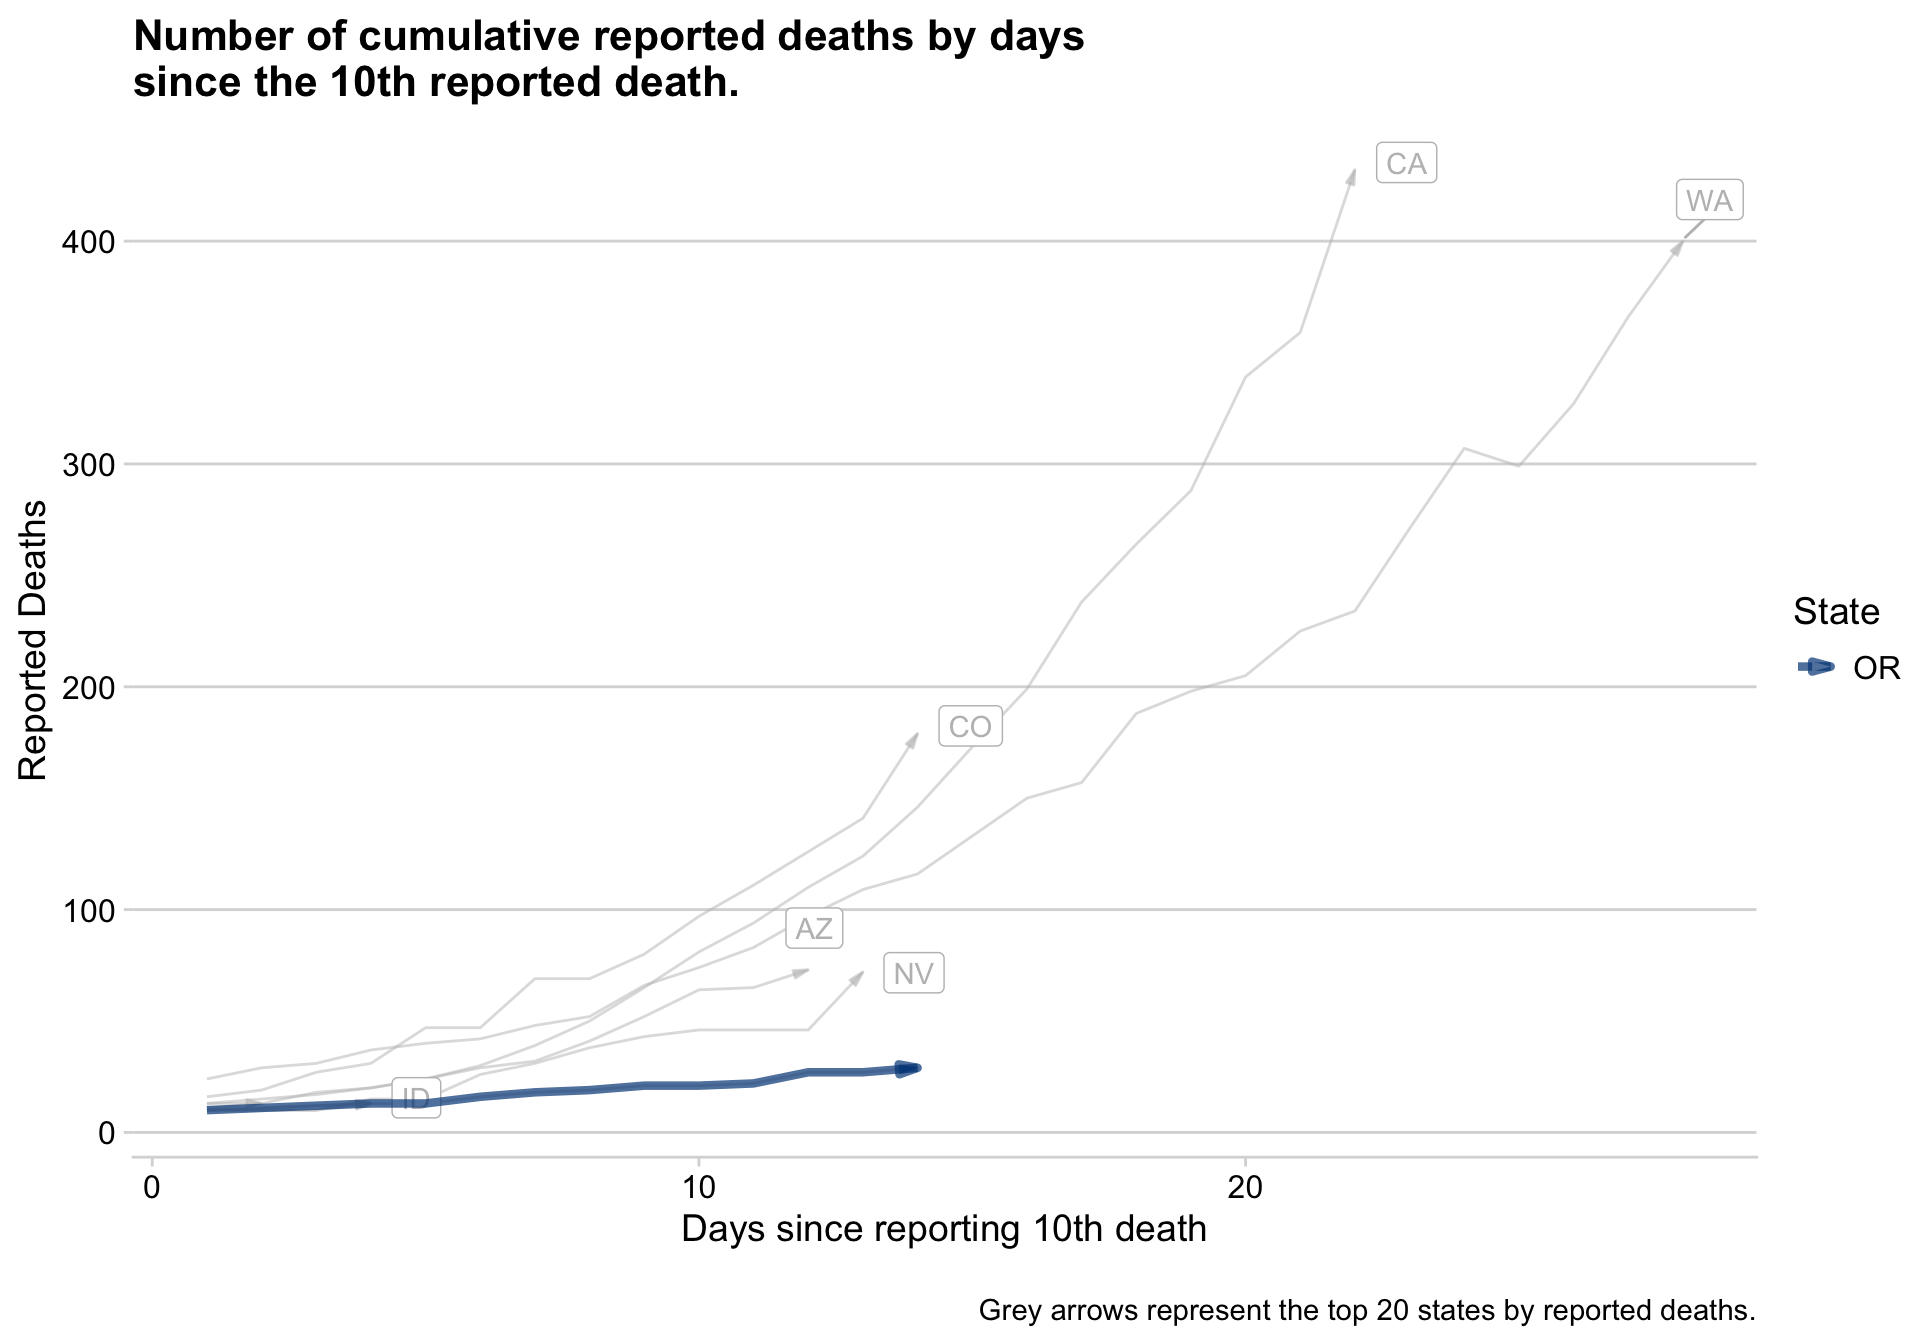 Number of cumulative reported deaths by days
since the 10th reported death.
CA
WA
400
300
Reported Deaths
State
OR
200
CO
100
AZ
NV
ID
0
0 10 20
Days since reporting 10th death
Grey arrows represent the top 20 states by reported deaths.